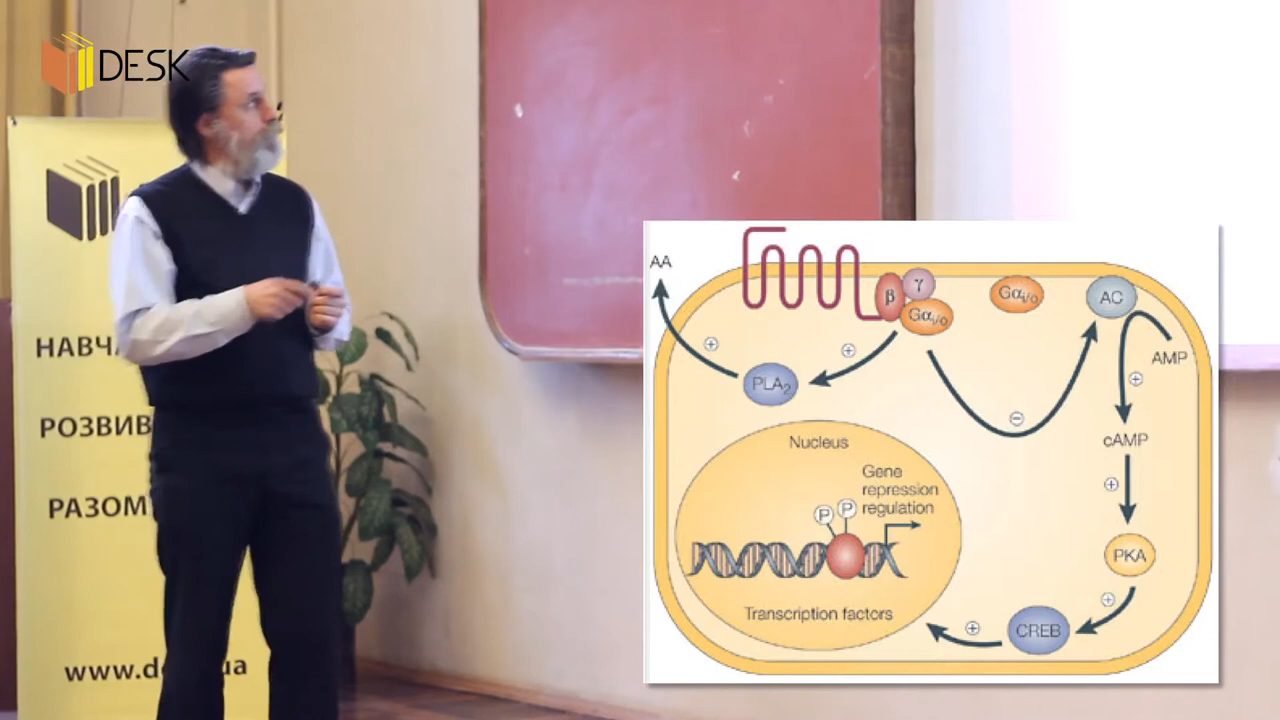 DESK
НАВЧА
РОЗВИВ
РАЗОМ
www.de ua
AA
β
γ
Gαi/o
Gαi/o
AC
AMP
+
+
PLA2
+
−
cAMP
Nucleus
Gene
repression
regulation
+
P
P
PKA
+
Transcription factors
+
CREB